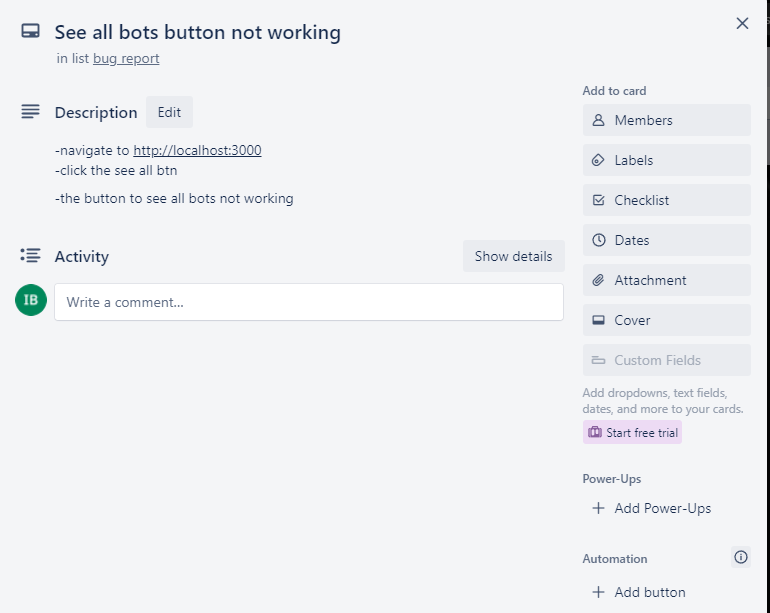 See all bots button not working
in list bug report
Description Edit
-navigate to http://localhost:3000
-click the see all btn
-the button to see all bots not working
Activity Show details
IB Write a comment...
Add to card
Members
Labels
Checklist
Dates
Attachment
Cover
Custom Fields
Add dropdowns, text fields,
dates, and more to your cards.
Start free trial
Power-Ups
Add Power-Ups
Automation
Add button